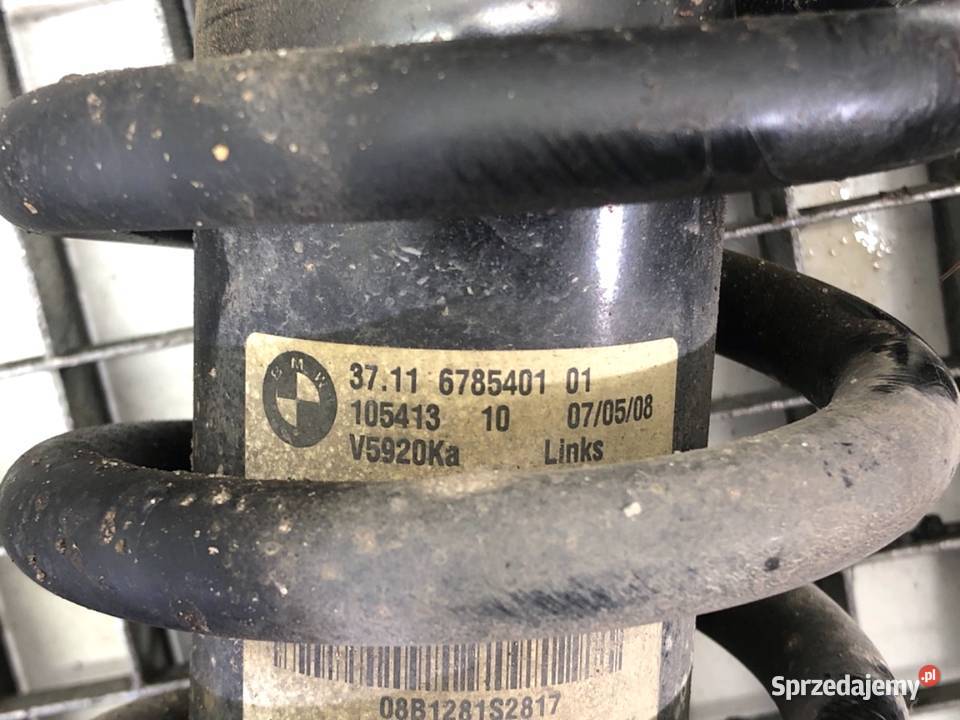 BMW
37.11 6785401 01
105413 10 07/05/08
V5920Ka Links
08B1281S2817
Sprzedajemy.pl